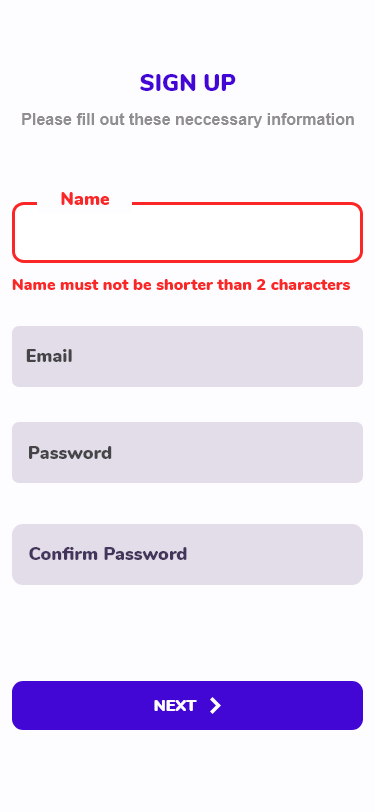 SIGN UP
Please fill out these neccessary information
Name
Name must not be shorter than 2 characters
Email
Password
Confirm Password
NEXT